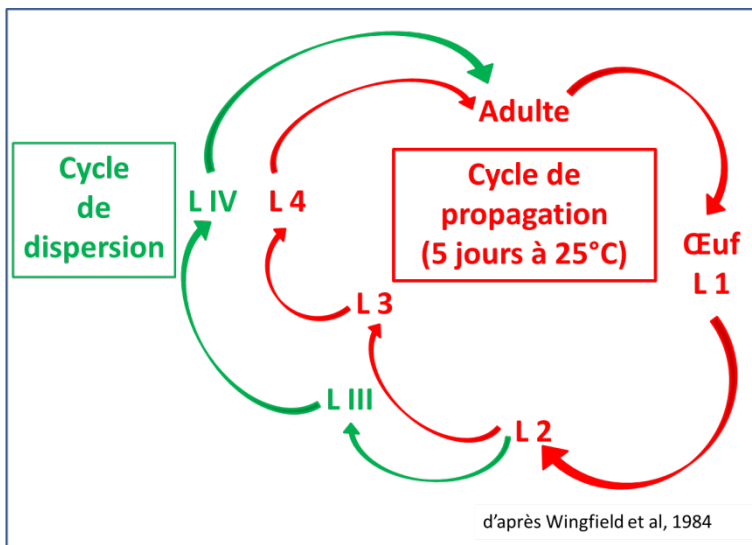 Adulte
Cycle
de
dispersion
Cycle de
propagation
(5 jours à 25°C)
L IV
L 4
Œuf
L 1
L 3
L III
L 2
d'après Wingfield et al, 1984